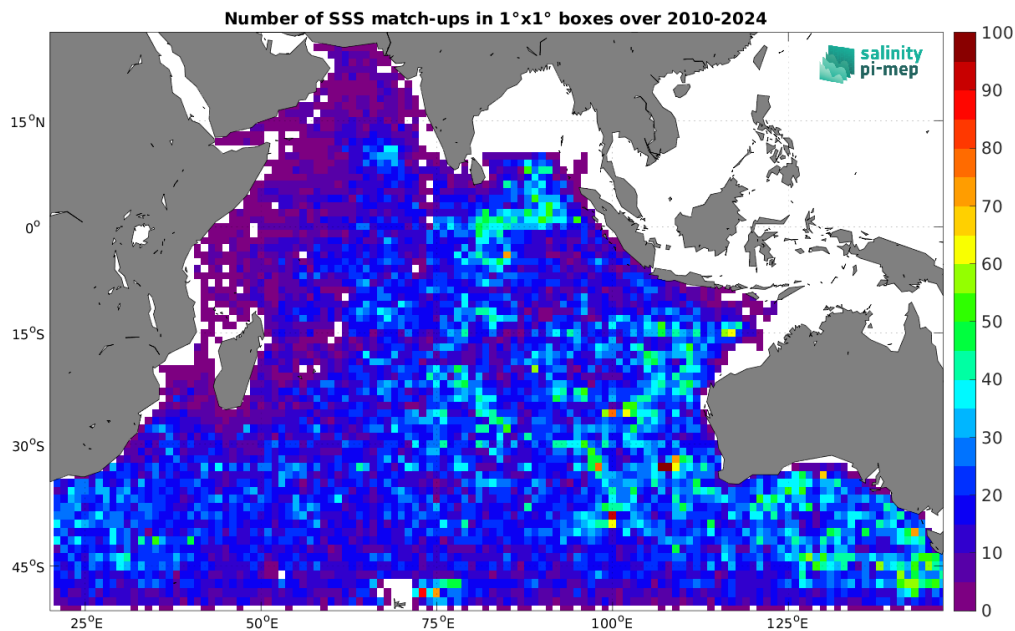 Number of SSS match-ups in 1°x1° boxes over 2010-2024
salinity
pi-mep
100
90
80
70
60
50
40
30
20
10
0
15°N
0°
15°S
30°S
45°S
25°E
50°E
75°E
100°E
125°E